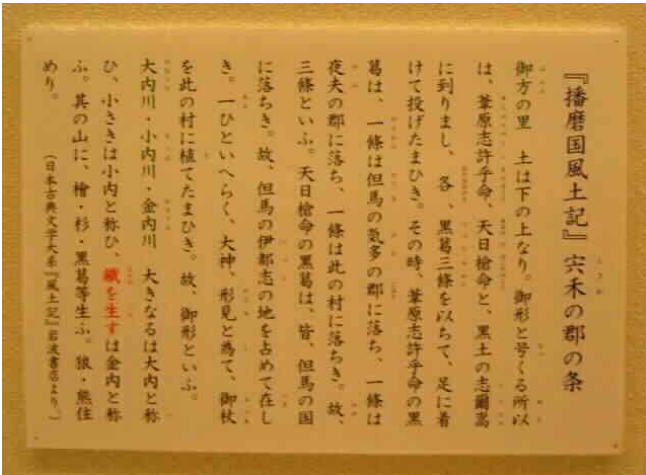 『播磨国風土記』宍禾の郡の条
御方の里　土は下の上なり。御形と号くる所以
は、葦原志許乎命、天日槍命と、黒土の志爾嵩
に到りまし、各、黒葛三條を以ちて、足に着
けて投げたまひき。その時、葦原志許乎命の黒
葛は、一條は但馬の気多の郡に落ち、一條は
夜夫の郡に落ち、一條は此の村に落ちき。故、
三條といふ。天日槍命の黒葛は、皆、但馬の国
に落ちき。故、但馬の伊都志の地を占めて在し
き。一ひといへらく、大神、形見と為て、御杖
を此の村に植てたまひき。故、御形といふ。
大内川・小内川・金内川　大きなるは大内と称
ひ、小さきは小内と称ひ、鐵を生すは金内と称
ふ。其の山に、檜・杉・黒葛等生ふ。狼・熊住
めり。
（日本古典文学大系『風土記』岩波書店より。）